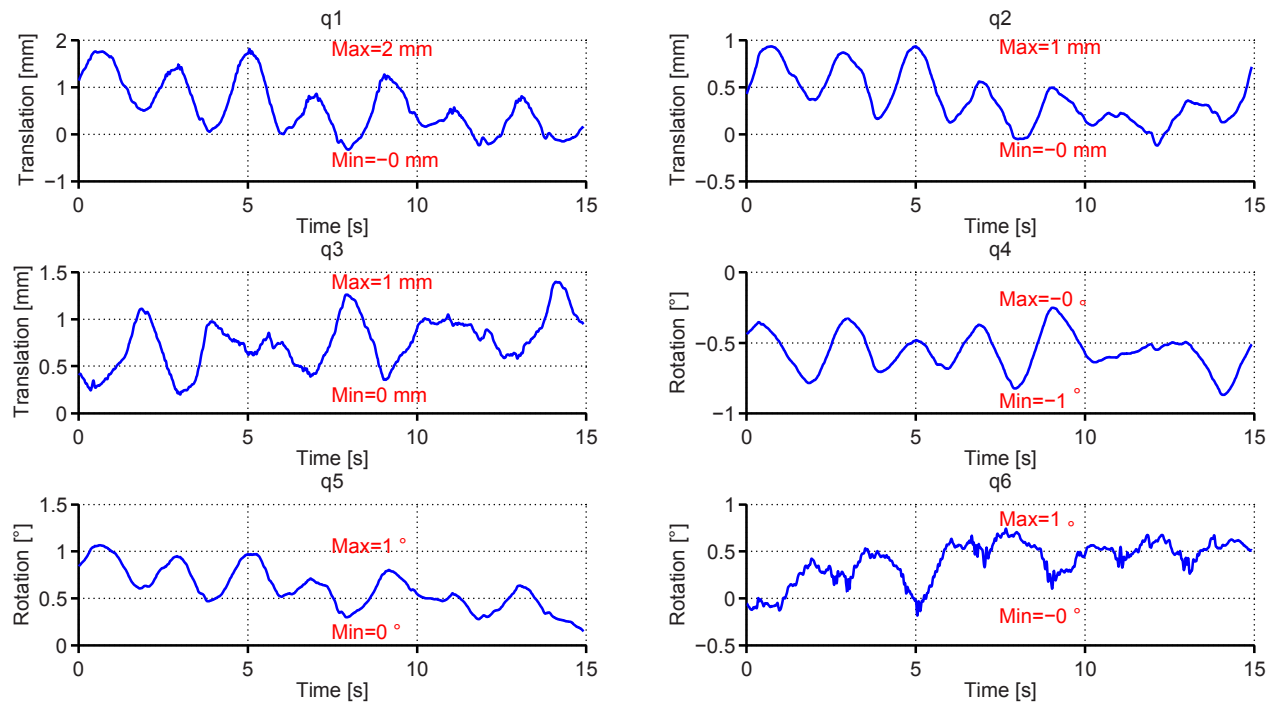 q1
Translation [mm]
2
1
0
−1
Max=2 mm
Min=−0 mm
0 5 10 15
Time [s]
q2
Translation [mm]
1
0.5
0
−0.5
Max=1 mm
Min=−0 mm
0 5 10 15
Time [s]
q3
Translation [mm]
1.5
1
0.5
0
Max=1 mm
Min=0 mm
0 5 10 15
Time [s]
q4
Rotation [°]
0
−0.5
−1
Max=−0 °
Min=−1 °
0 5 10 15
Time [s]
q5
Rotation [°]
1.5
1
0.5
0
Max=1 °
Min=0 °
0 5 10 15
Time [s]
q6
Rotation [°]
1
0.5
0
−0.5
Max=1 °
Min=−0 °
0 5 10 15
Time [s]